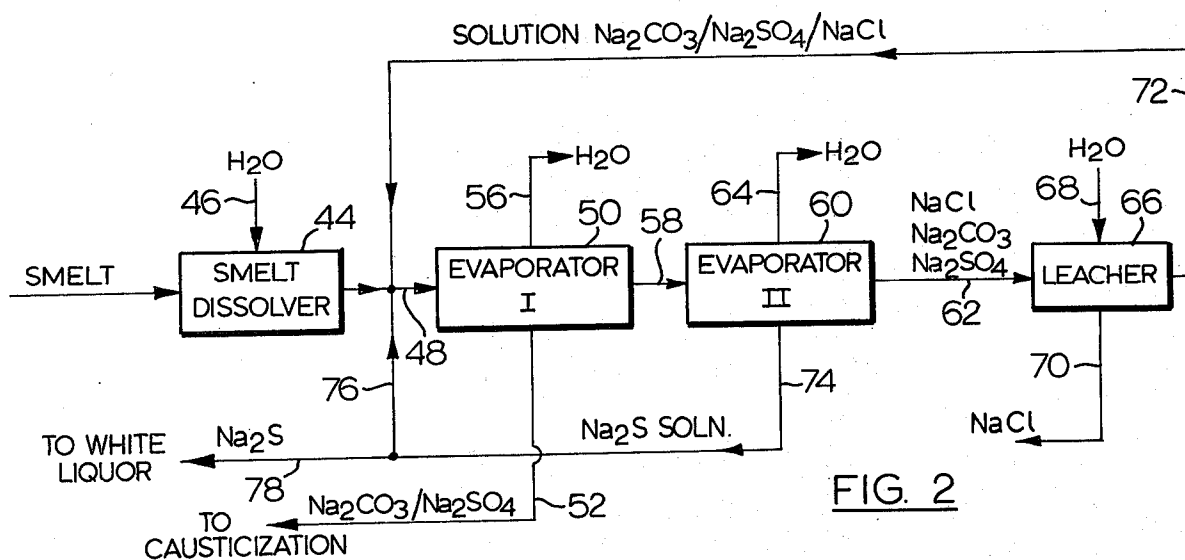 SOLUTION Na2CO3/Na2SO4/NaCl
72
H2O
H2O
H2O
46
44
56
50
58
64
60
NaCl
Na2CO3
Na2SO4
68
66
SMELT
SMELT
DISSOLVER
EVAPORATOR
I
EVAPORATOR
II
LEACHER
48
62
76
74
70
TO WHITE
LIQUOR
Na2S
78
Na2S SOLN.
NaCl
Na2CO3/Na2SO4
52
TO
CAUSTICIZATION
FIG. 2